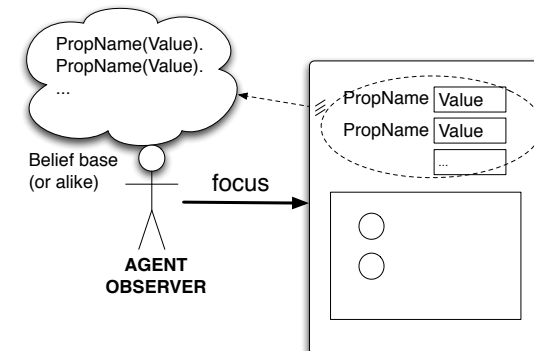 PropName(Value).
PropName(Value).
...
PropName Value
PropName Value
...
Belief base
(or alike)
focus
AGENT
OBSERVER